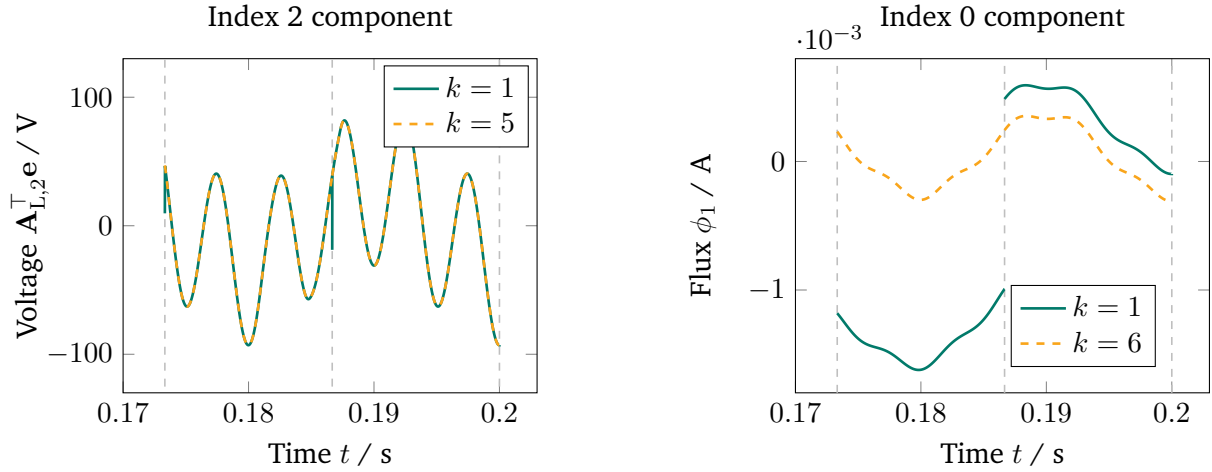 Index 2 component
100
0
−100
0.17
0.18
0.19
0.2
Voltage A⊤L,2e / V
Time t / s
k = 1
k = 5
Index 0 component
·10−3
0
−1
0.17
0.18
0.19
0.2
Flux ϕ1 / A
Time t / s
k = 1
k = 6